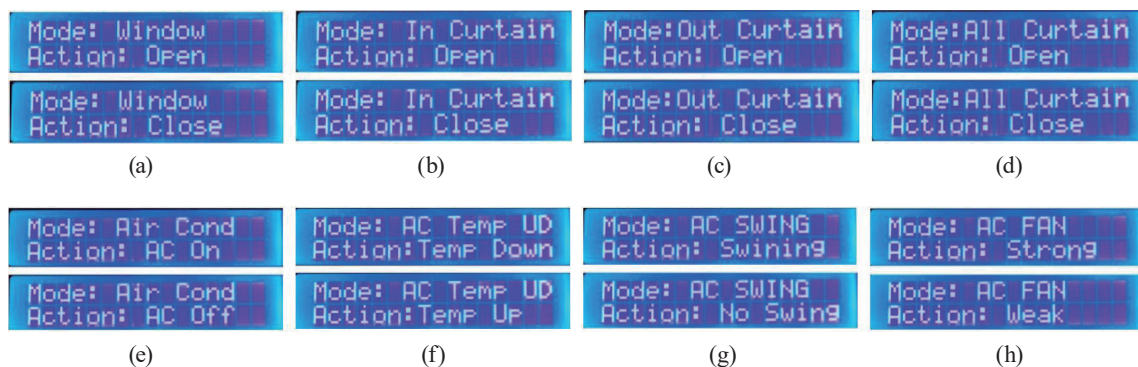 Mode: Window
Action: Open
Mode: Window
Action: Close
(a)
Mode: In Curtain
Action: Open
Mode: In Curtain
Action: Close
(b)
Mode:Out Curtain
Action: Open
Mode:Out Curtain
Action: Close
(c)
Mode:All Curtain
Action: Open
Mode:All Curtain
Action: Close
(d)
Mode: Air Cond
Action: AC On
Mode: Air Cond
Action: AC Off
(e)
Mode: AC Temp UD
Action:Temp Down
Mode: AC Temp UD
Action:Temp Up
(f)
Mode: AC SWING
Action: Swining
Mode: AC SWING
Action: No Swing
(g)
Mode: AC FAN
Action: Strong
Mode: AC FAN
Action: Weak
(h)